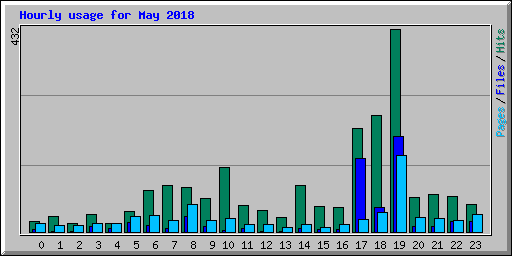 Hourly usage for May 2018
432
Pages / Files / Hits
0 1 2 3 4 5 6 7 8 9 10 11 12 13 14 15 16 17 18 19 20 21 22 23